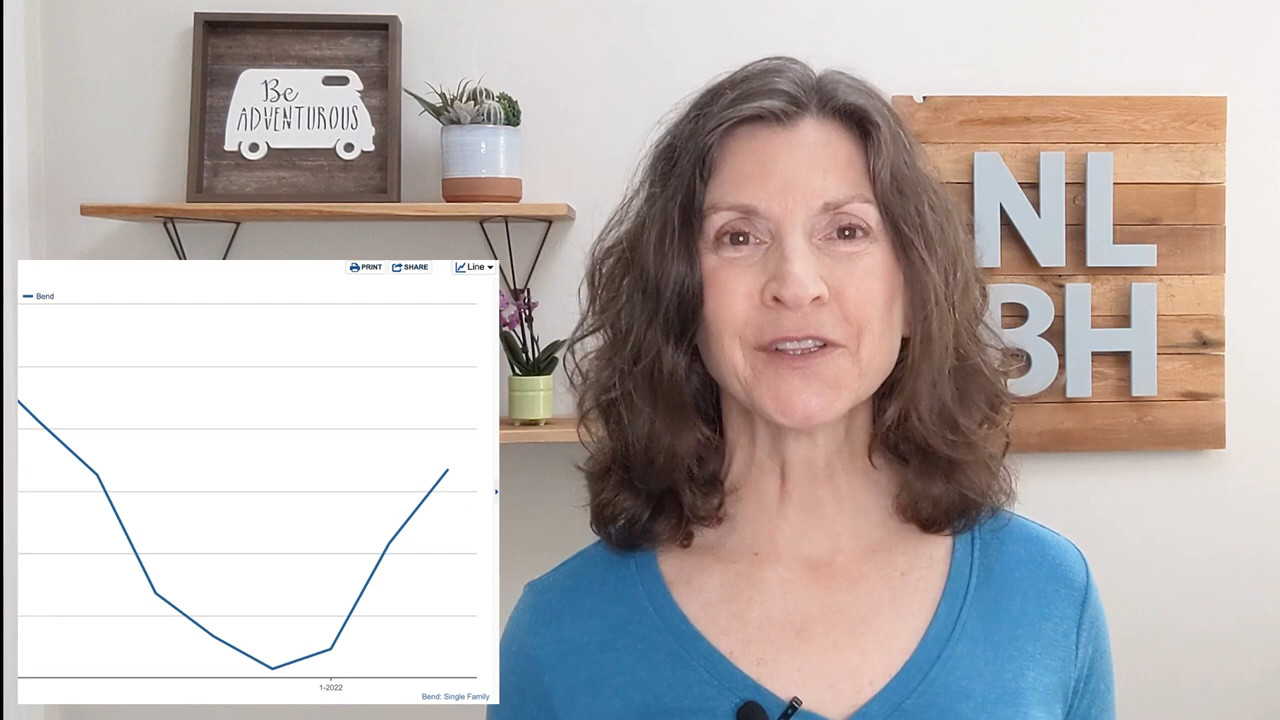 Be
ADVENTUROUS
NL
BH
PRINT
SHARE
Line
Bend
1-2022
Bend: Single Family